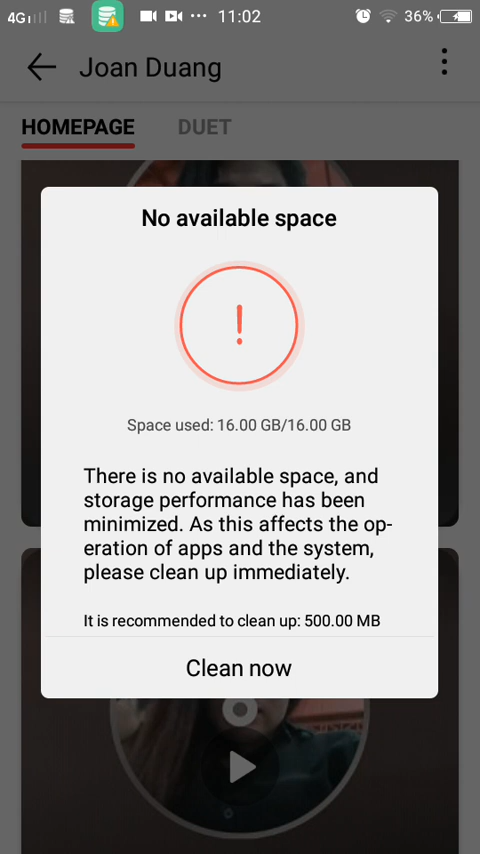 4G 11:02 36%
Joan Duang
HOMEPAGE DUET
No available space
!
Space used: 16.00 GB/16.00 GB
There is no available space, and
storage performance has been
minimized. As this affects the op-
eration of apps and the system,
please clean up immediately.
It is recommended to clean up: 500.00 MB
Clean now